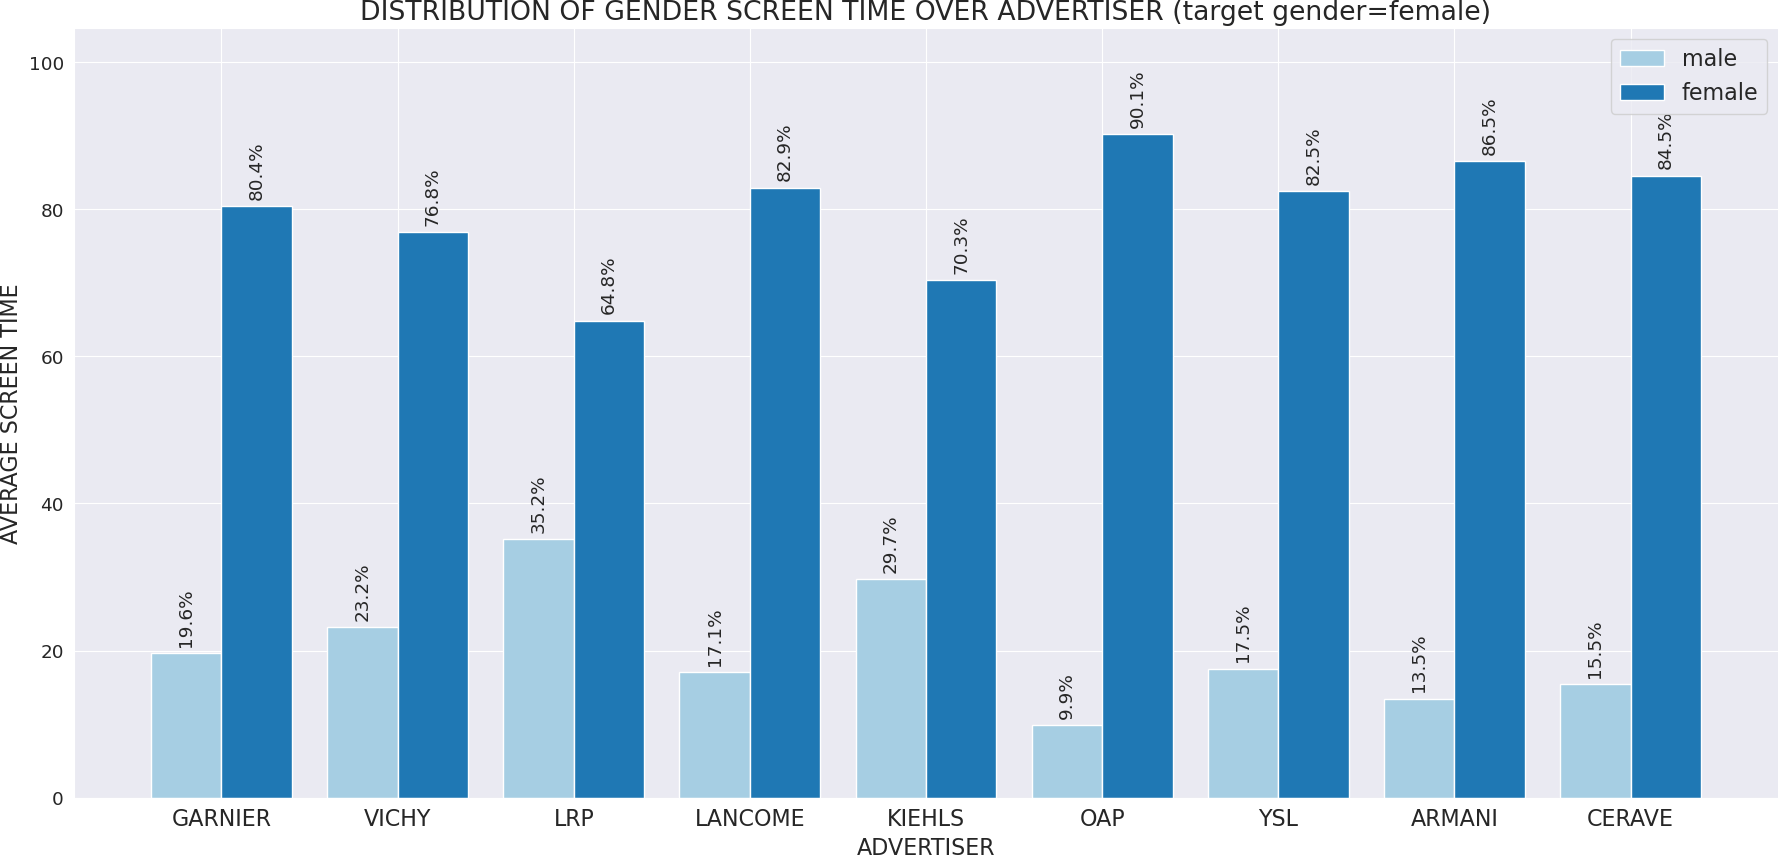 DISTRIBUTION OF GENDER SCREEN TIME OVER ADVERTISER (target gender=female)
male
female
AVERAGE SCREEN TIME
100
80
60
40
20
0
19.6%
80.4%
23.2%
76.8%
35.2%
64.8%
17.1%
82.9%
29.7%
70.3%
9.9%
90.1%
17.5%
82.5%
13.5%
86.5%
15.5%
84.5%
GARNIER
VICHY
LRP
LANCOME
KIEHLS
OAP
YSL
ARMANI
CERAVE
ADVERTISER